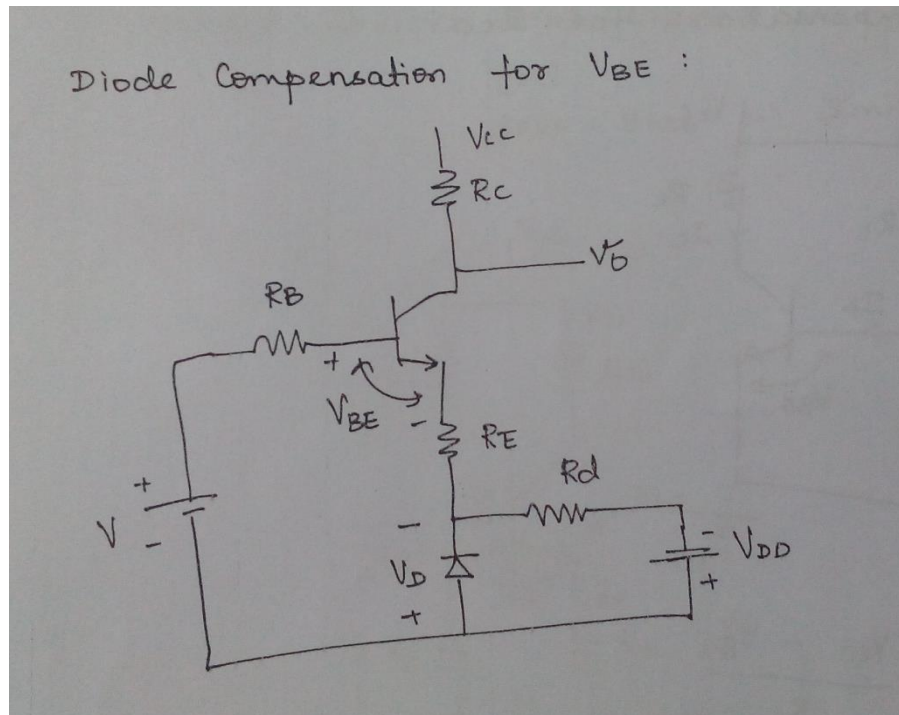 Diode Compensation for VBE :
VCC
RC
Vo
RB
+
VBE
-
RE
Rd
+
V
-
-
VD
+
-
VDD
+